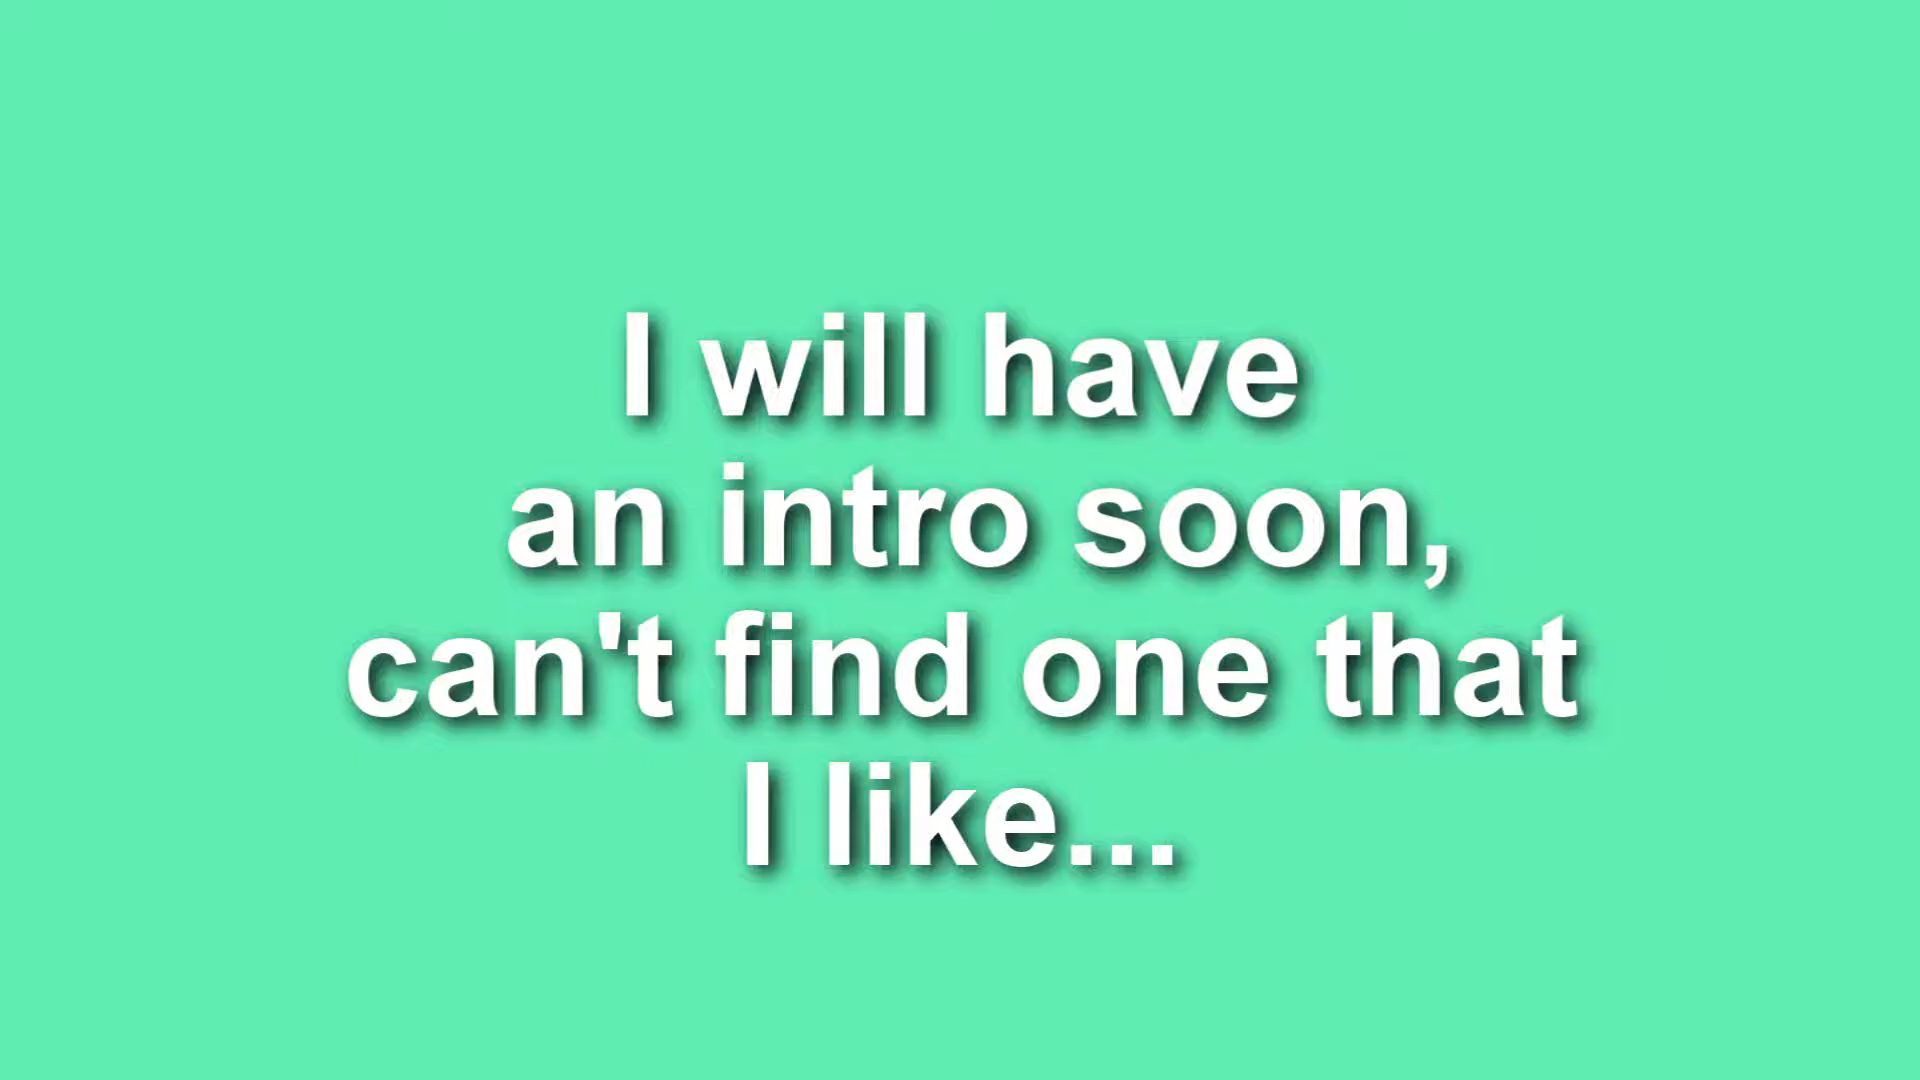 I will have
an intro soon,
can't find one that
I like...